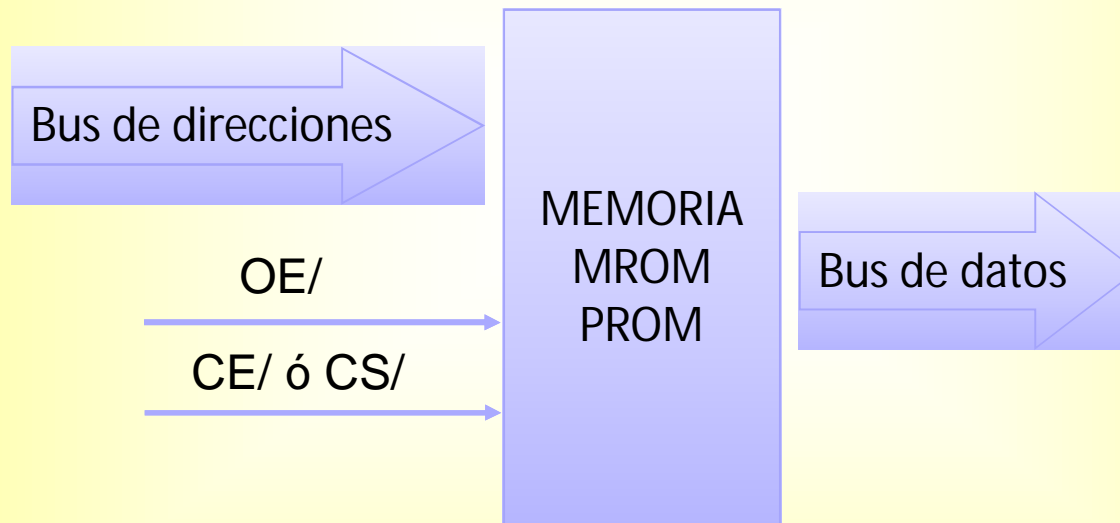 Bus de direcciones
OE/
CE/ ó CS/
MEMORIA
MROM
PROM
Bus de datos